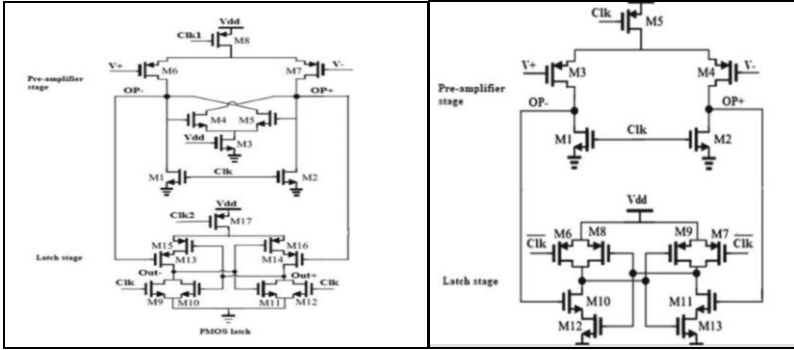 Vdd
Clk1
M8
V+
M6
M7
V-
Pre-amplifier
stage
OP-
OP+
M4
M5
Vdd
M3
M1
Clk
M2
Vdd
Clk2
M17
M15
M16
Latch stage
M13
M14
Out-
Out+
Clk
Clk
M9
M10
M11
M12
PMOS latch
Clk
M5
V+
M3
M4
V-
Pre-amplifier
stage
OP-
OP+
Clk
M1
M2
Vdd
M6
M8
M9
M7
Clk
Clk
Latch stage
M10
M11
M12
M13